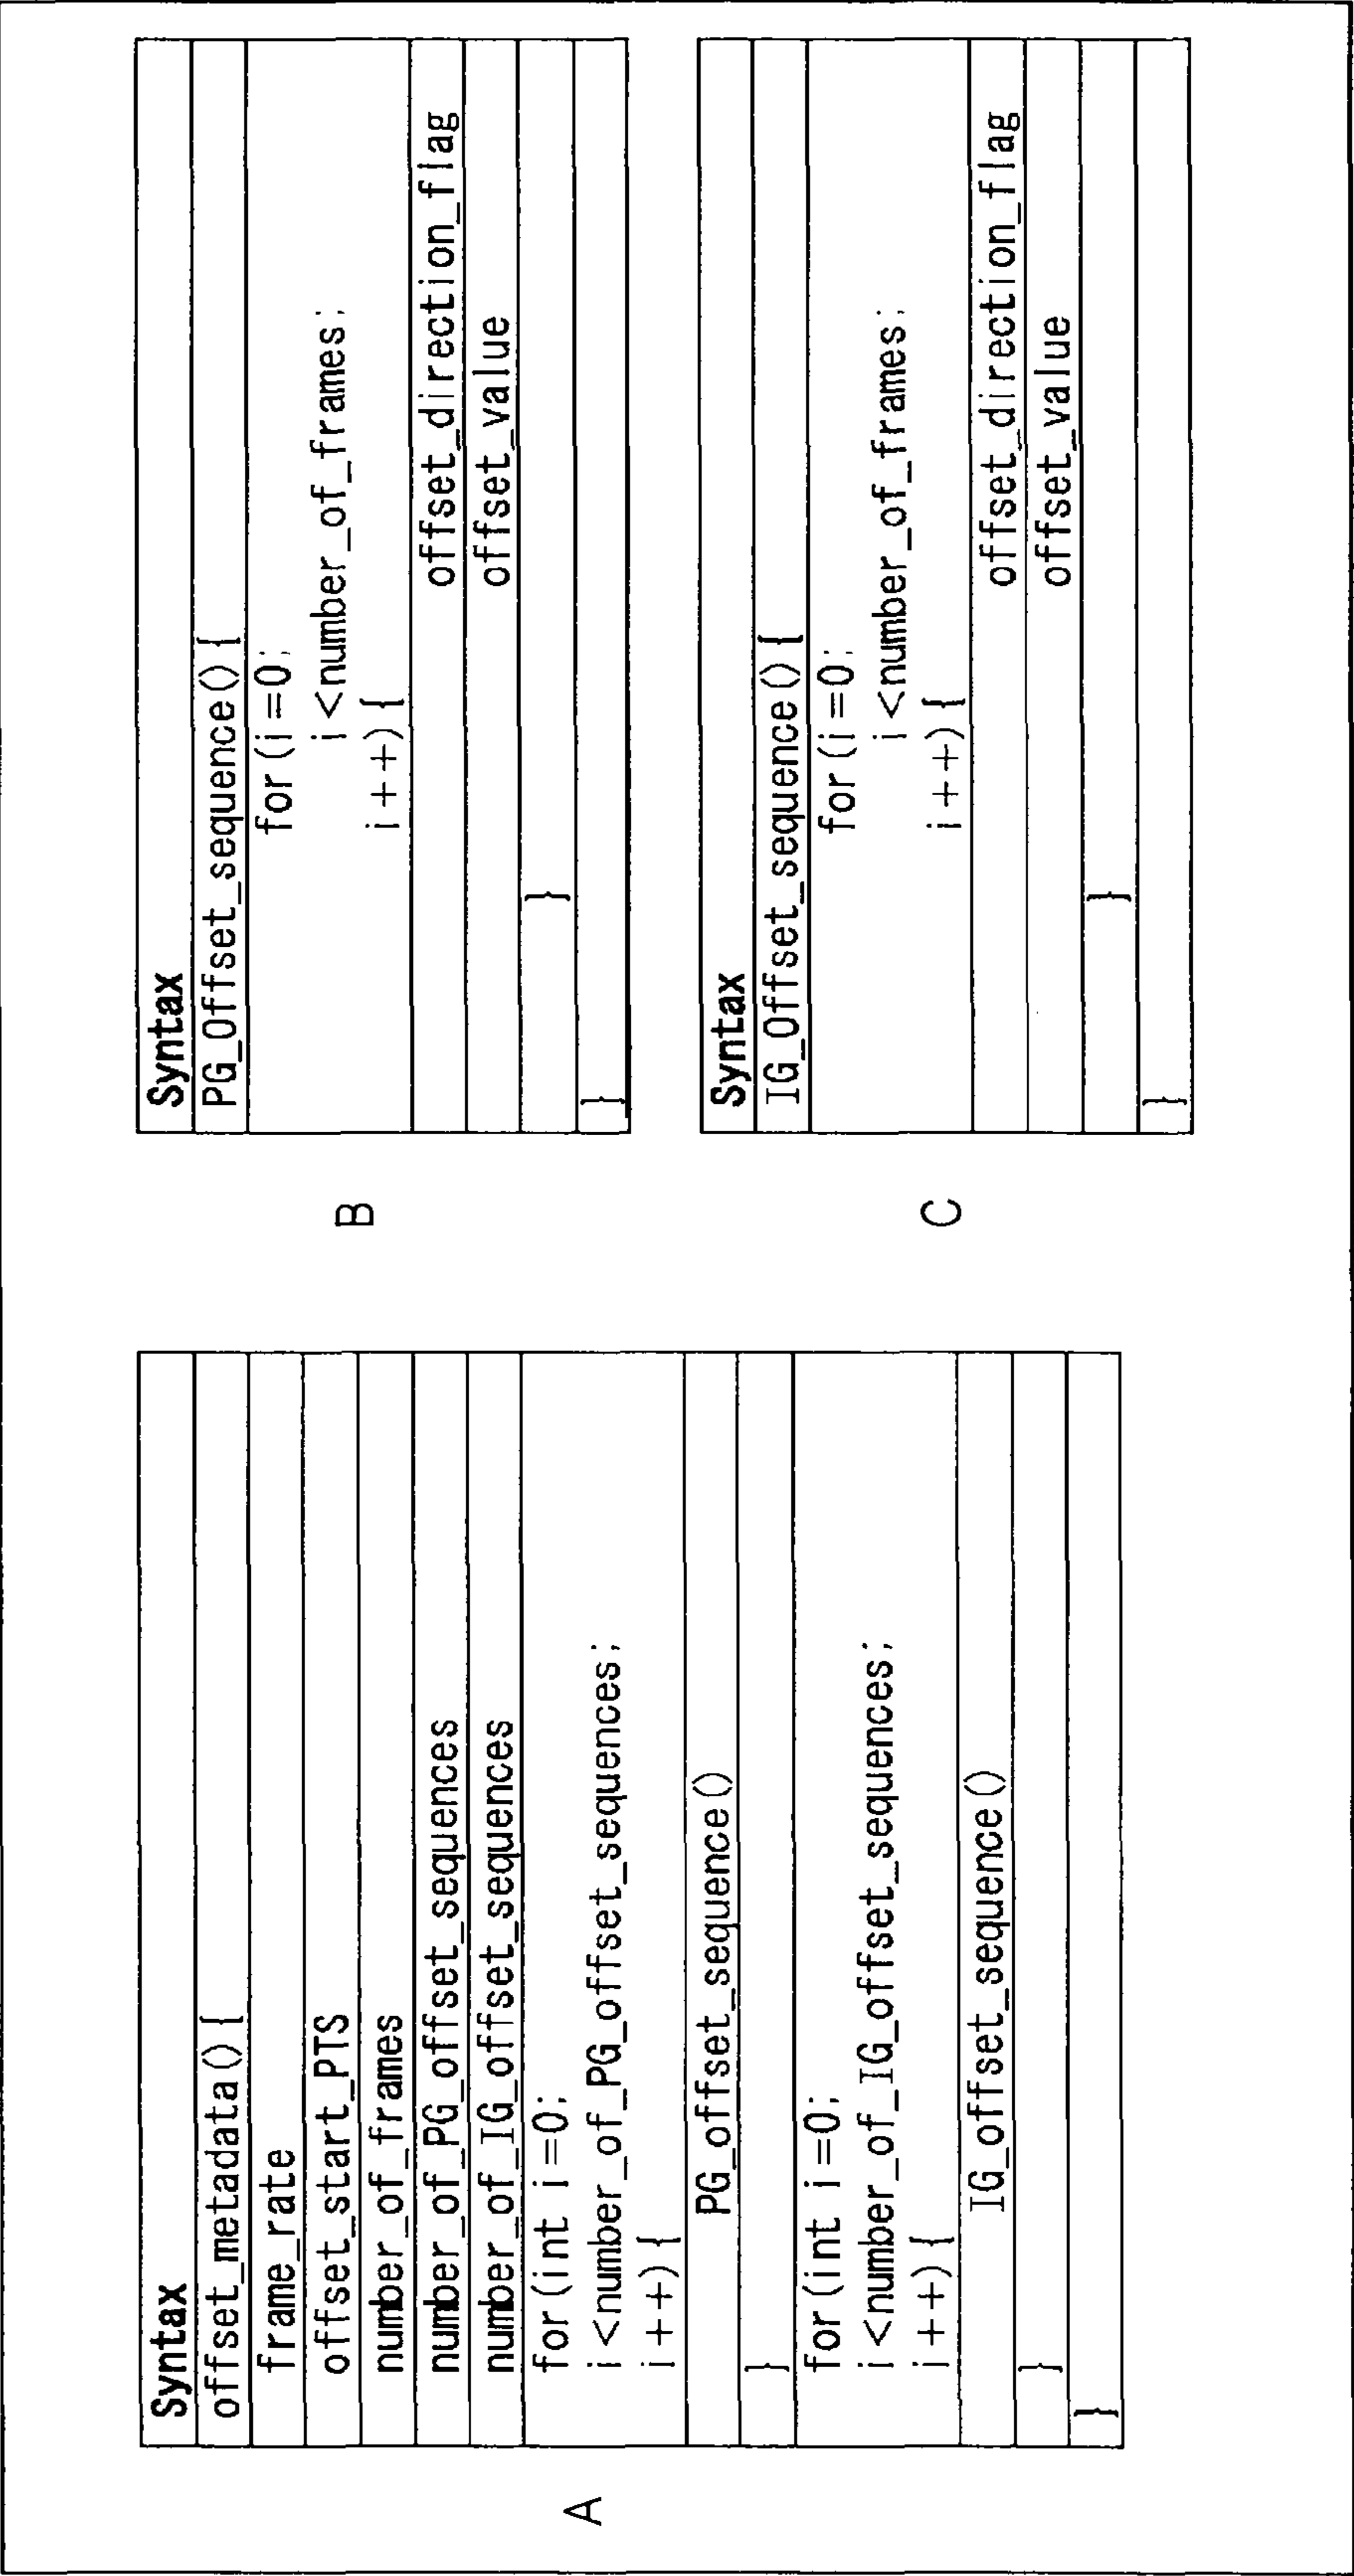 A
Syntax
offset_metadata() {
frame_rate
offset_start_PTS
number_of_frames
number_of_PG_offset_sequences
number_of_IG_offset_sequences
for(int i=0;
i<number_of_PG_offset_sequences;
i++) {
PG_offset_sequence()
}
for(int i=0;
i<number_of_IG_offset_sequences;
i++) {
IG_offset_sequence()
}
}
B
Syntax
PG_Offset_sequence() {
for(i=0;
i<number_of_frames;
i++) {
offset_direction_flag
offset_value
}
}
C
Syntax
IG_Offset_sequence() {
for(i=0;
i<number_of_frames;
i++) {
offset_direction_flag
offset_value
}
}